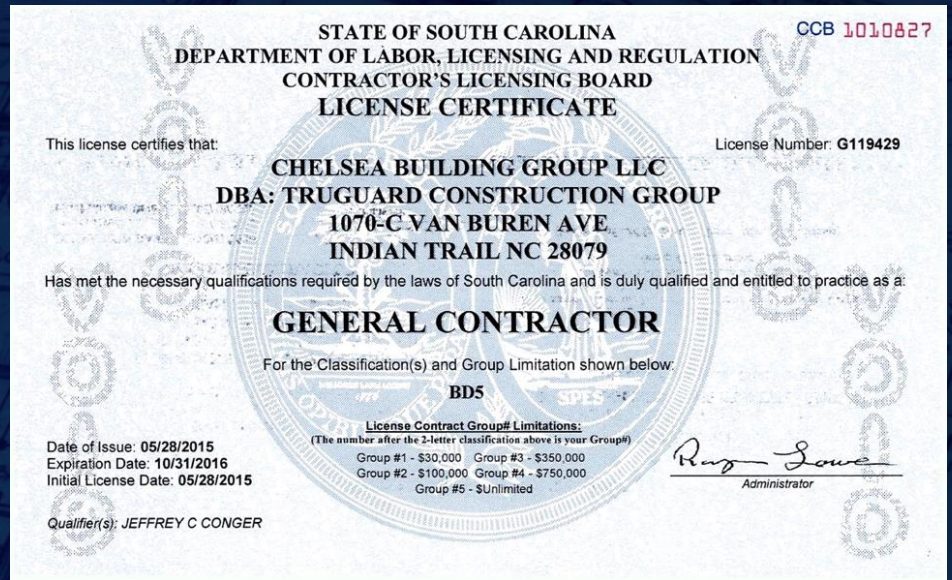 STATE OF SOUTH CAROLINA
CCB 1010827
DEPARTMENT OF LABOR, LICENSING AND REGULATION
CONTRACTOR'S LICENSING BOARD
LICENSE CERTIFICATE
This license certifies that:
License Number: G119429
CHELSEA BUILDING GROUP LLC
DBA: TRUGUARD CONSTRUCTION GROUP
1070-C VAN BUREN AVE
INDIAN TRAIL NC 28079
Has met the necessary qualifications required by the laws of South Carolina and is duly qualified and entitled to practice as a:
GENERAL CONTRACTOR
For the Classification(s) and Group Limitation shown below:
BD5
License Contract Group# Limitations:
(The number after the 2-letter classification above is your Group#)
Group #1 - $30,000 Group #3 - $350,000
Group #2 - $100,000 Group #4 - $750,000
Group #5 - $Unlimited
Date of Issue: 05/28/2015
Expiration Date: 10/31/2016
Initial License Date: 05/28/2015
Administrator
Qualifier(s): JEFFREY C CONGER